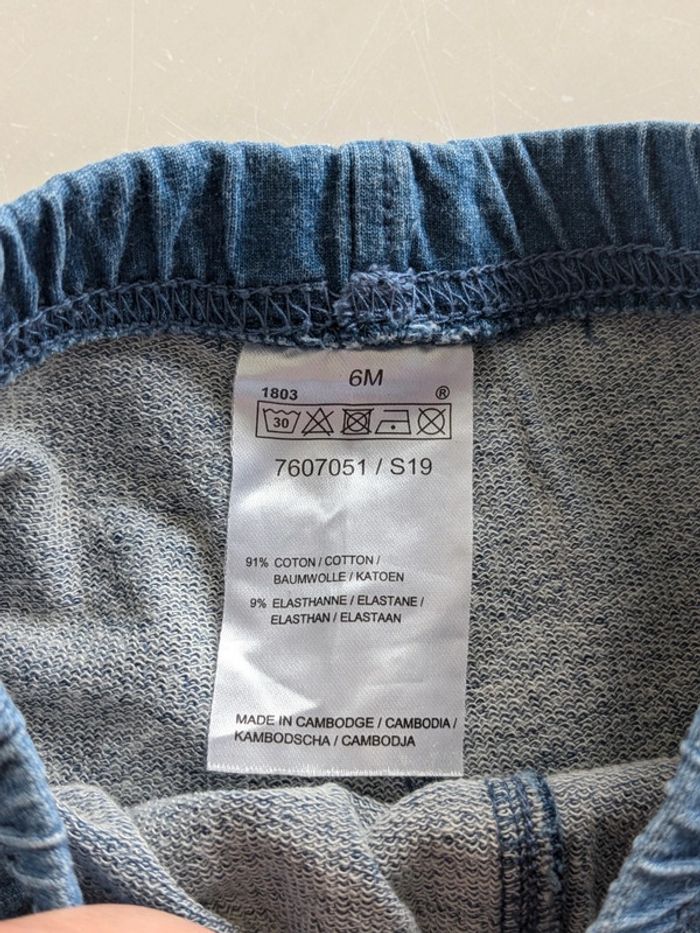 6M
1803 ®
30
7607051 / S19
91% COTON / COTTON /
BAUMWOLLE / KATOEN
9% ELASTHANNE / ELASTANE /
ELASTHAN / ELASTAAN
MADE IN CAMBODGE / CAMBODIA /
KAMBODSCHA / CAMBODJA